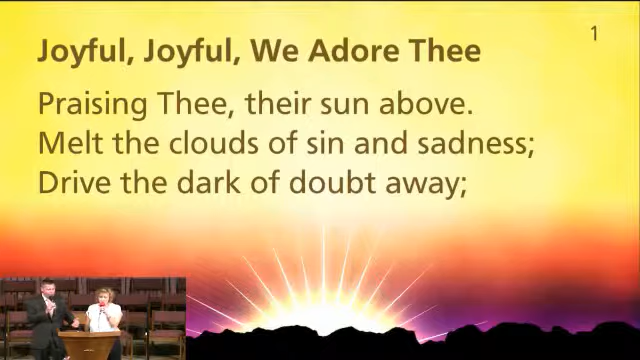 1
Joyful, Joyful, We Adore Thee
Praising Thee, their sun above.
Melt the clouds of sin and sadness;
Drive the dark of doubt away;